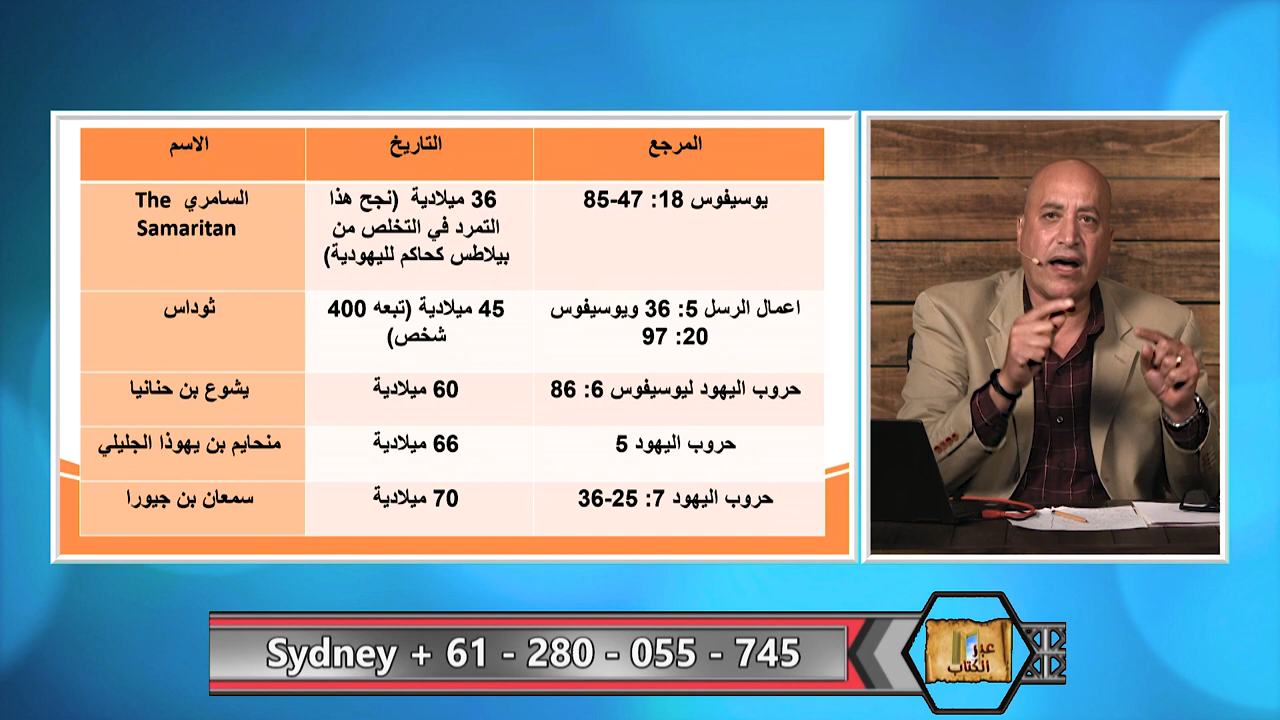 الاسم التاريخ المرجع
السامري The
Samaritan
36 ميلادية (نجح هذا
التمرد في التخلص من
بيلاطس كحاكم لليهودية)
يوسيفوس 18: 47-85
ثوداس
45 ميلادية (تبعه 400
شخص)
اعمال الرسل 5: 36 ويوسيفوس
20: 97
يشوع بن حنانيا
60 ميلادية
حروب اليهود ليوسيفوس 6: 86
منحايم بن يهوذا الجليلي
66 ميلادية
حروب اليهود 5
سمعان بن جيورا
70 ميلادية
حروب اليهود 7: 25-36
Sydney + 61 - 280 - 055 - 745
عبر
الكتاب